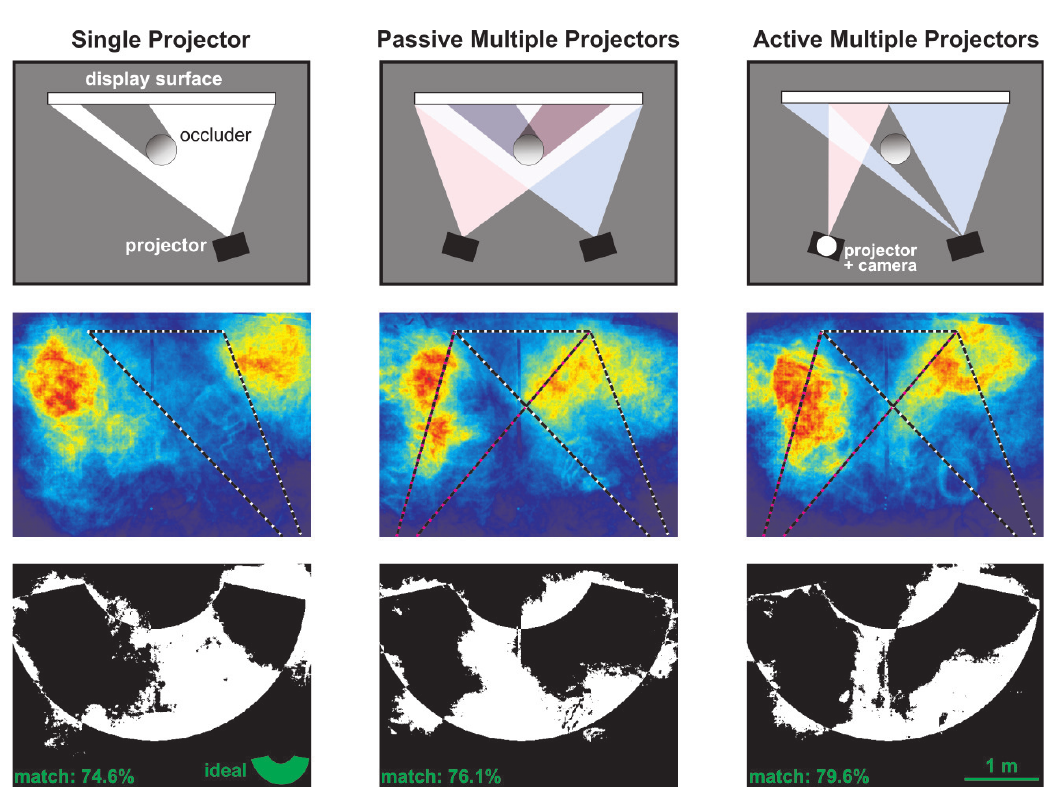 Single Projector
Passive Multiple Projectors
Active Multiple Projectors
display surface
occluder
projector
projector
+ camera
match: 74.6%
ideal
match: 76.1%
match: 79.6%
1 m